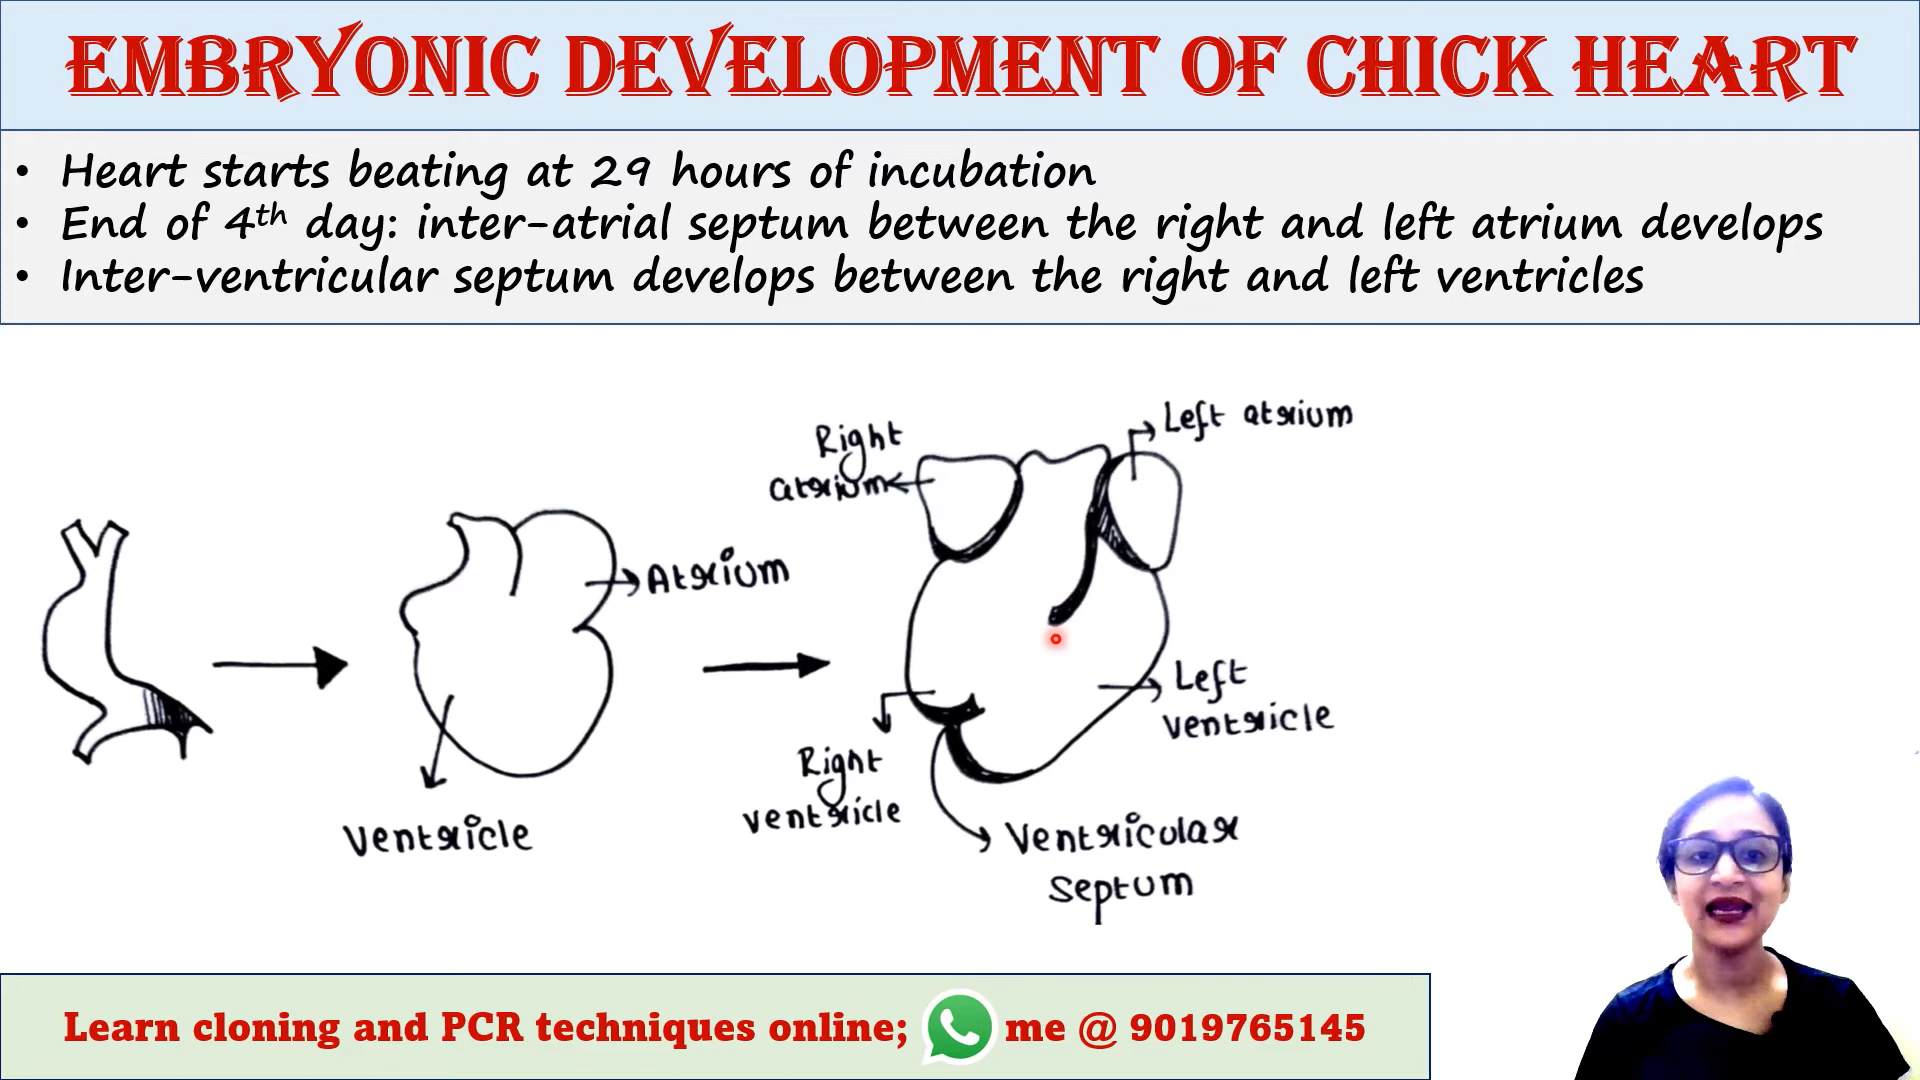 EMBRYONIC DEVELOPMENT OF CHICK HEART
• Heart starts beating at 29 hours of incubation
• End of 4th day: inter-atrial septum between the right and left atrium develops
• Inter-ventricular septum develops between the right and left ventricles
Right
atrium
Left atrium
Atrium
Left
ventricle
Right
ventricle
Ventricle
Ventricular
septum
Learn cloning and PCR techniques online; me @ 9019765145